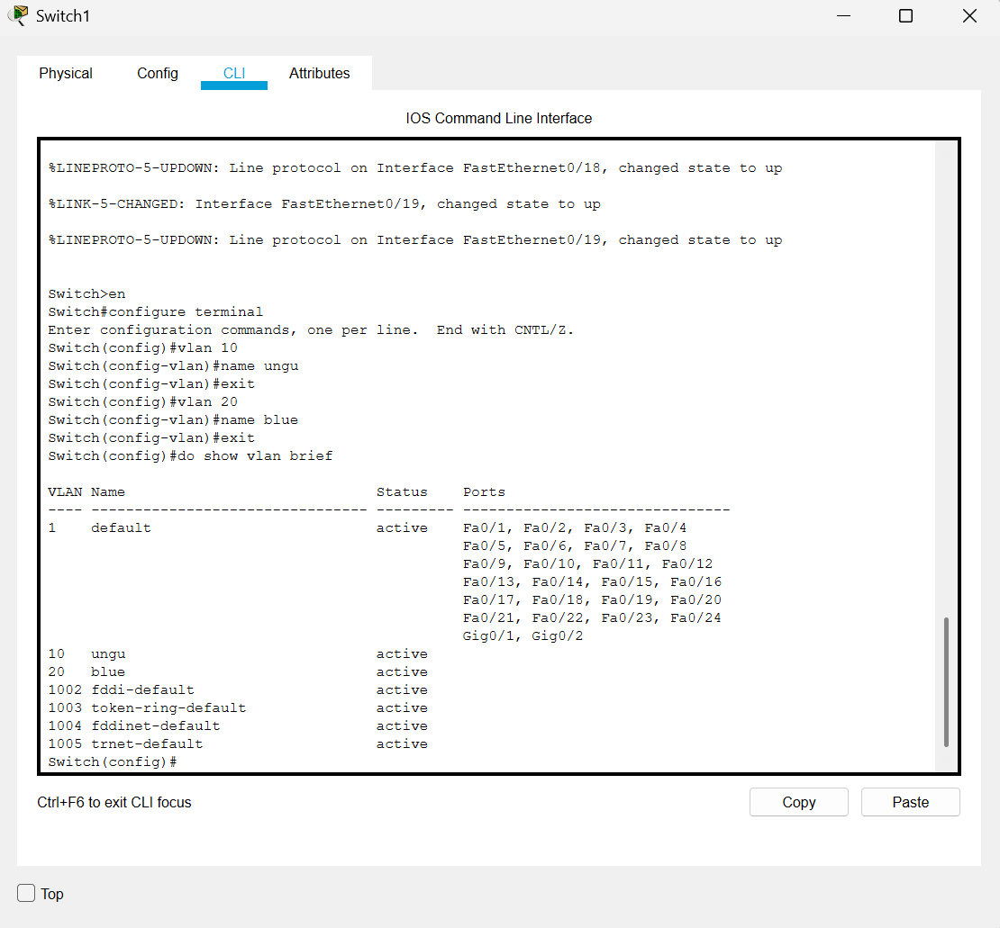 Switch1
Physical Config CLI Attributes
IOS Command Line Interface
%LINEPROTO-5-UPDOWN: Line protocol on Interface FastEthernet0/18, changed state to up
%LINK-5-CHANGED: Interface FastEthernet0/19, changed state to up
%LINEPROTO-5-UPDOWN: Line protocol on Interface FastEthernet0/19, changed state to up
Switch>en
Switch#configure terminal
Enter configuration commands, one per line.  End with CNTL/Z.
Switch(config)#vlan 10
Switch(config-vlan)#name ungu
Switch(config-vlan)#exit
Switch(config)#vlan 20
Switch(config-vlan)#name blue
Switch(config-vlan)#exit
Switch(config)#do show vlan brief
VLAN Name                             Status    Ports
---- -------------------------------- --------- -------------------------------
1    default                          active    Fa0/1, Fa0/2, Fa0/3, Fa0/4
                                                Fa0/5, Fa0/6, Fa0/7, Fa0/8
                                                Fa0/9, Fa0/10, Fa0/11, Fa0/12
                                                Fa0/13, Fa0/14, Fa0/15, Fa0/16
                                                Fa0/17, Fa0/18, Fa0/19, Fa0/20
                                                Fa0/21, Fa0/22, Fa0/23, Fa0/24
                                                Gig0/1, Gig0/2
10   ungu                             active
20   blue                             active
1002 fddi-default                     active
1003 token-ring-default               active
1004 fddinet-default                  active
1005 trnet-default                    active
Switch(config)#
Ctrl+F6 to exit CLI focus
Copy Paste
Top